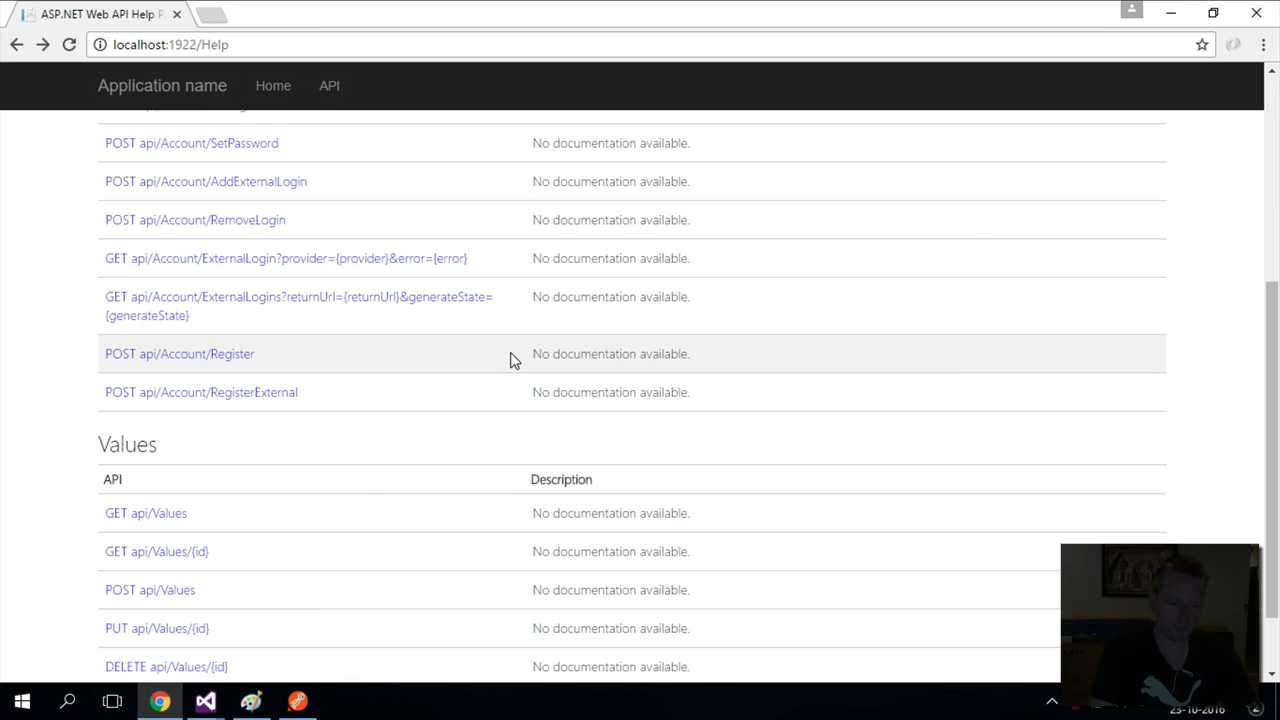 ASP.NET Web API Help P
localhost:1922/Help
Application name Home API
POST api/Account/SetPassword No documentation available.
POST api/Account/AddExternalLogin No documentation available.
POST api/Account/RemoveLogin No documentation available.
GET api/Account/ExternalLogin?provider={provider}&error={error} No documentation available.
GET api/Account/ExternalLogins?returnUrl={returnUrl}&generateState= No documentation available.
{generateState}
POST api/Account/Register No documentation available.
POST api/Account/RegisterExternal No documentation available.
Values
API Description
GET api/Values No documentation available.
GET api/Values/{id} No documentation available.
POST api/Values No documentation available.
PUT api/Values/{id} No documentation available.
DELETE api/Values/{id} No documentation available.
23-10-2016